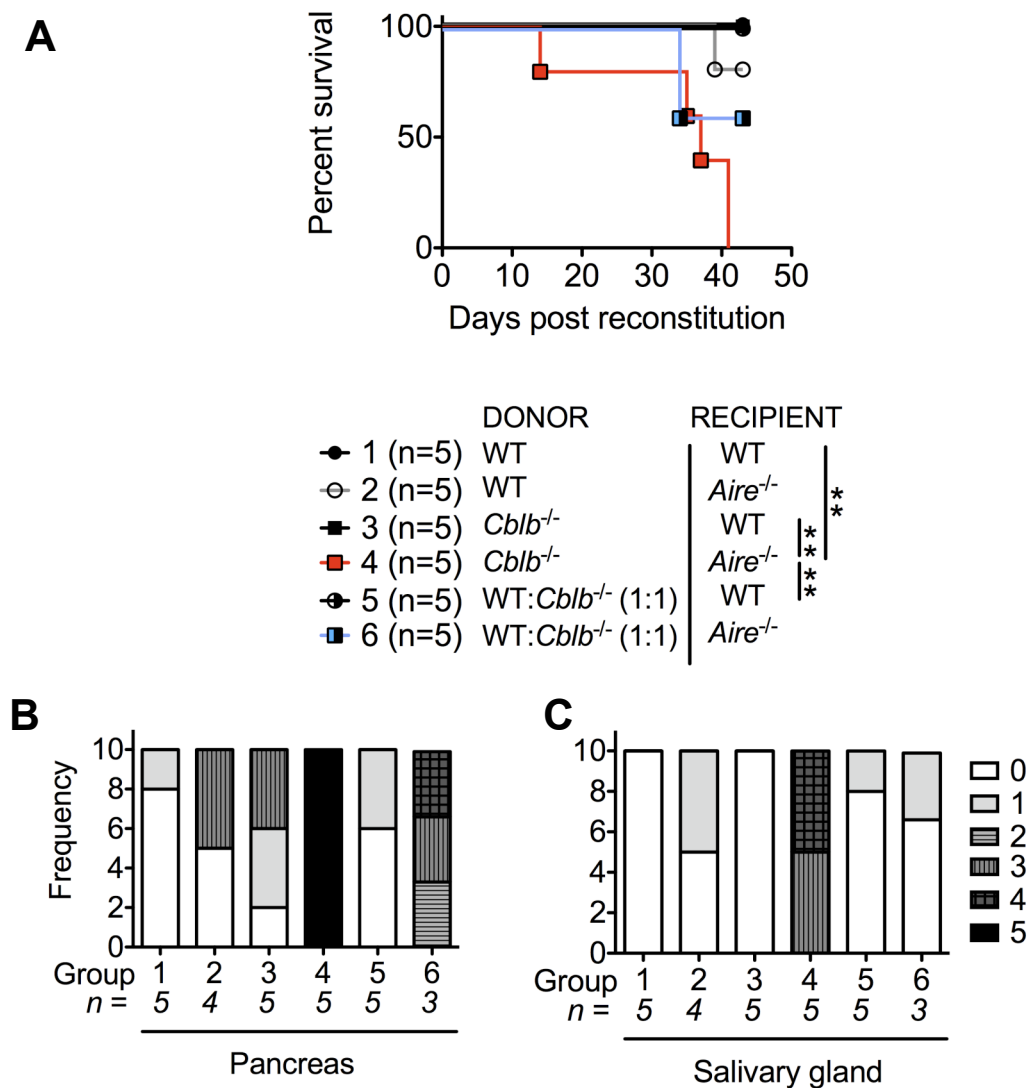 A
Percent survival
100
50
0
0 10 20 30 40 50
Days post reconstitution
DONOR RECIPIENT
1 (n=5) WT WT
2 (n=5) WT Aire-/-
3 (n=5) Cblb-/- WT
4 (n=5) Cblb-/- Aire-/-
5 (n=5) WT:Cblb-/- (1:1) WT
6 (n=5) WT:Cblb-/- (1:1) Aire-/-
**
**
**
B
Frequency
10
8
6
4
2
0
Group 1 2 3 4 5 6
n = 5 4 5 5 5 3
Pancreas
C
10
8
6
4
2
0
Group 1 2 3 4 5 6
n = 5 4 5 5 5 3
Salivary gland
0
1
2
3
4
5